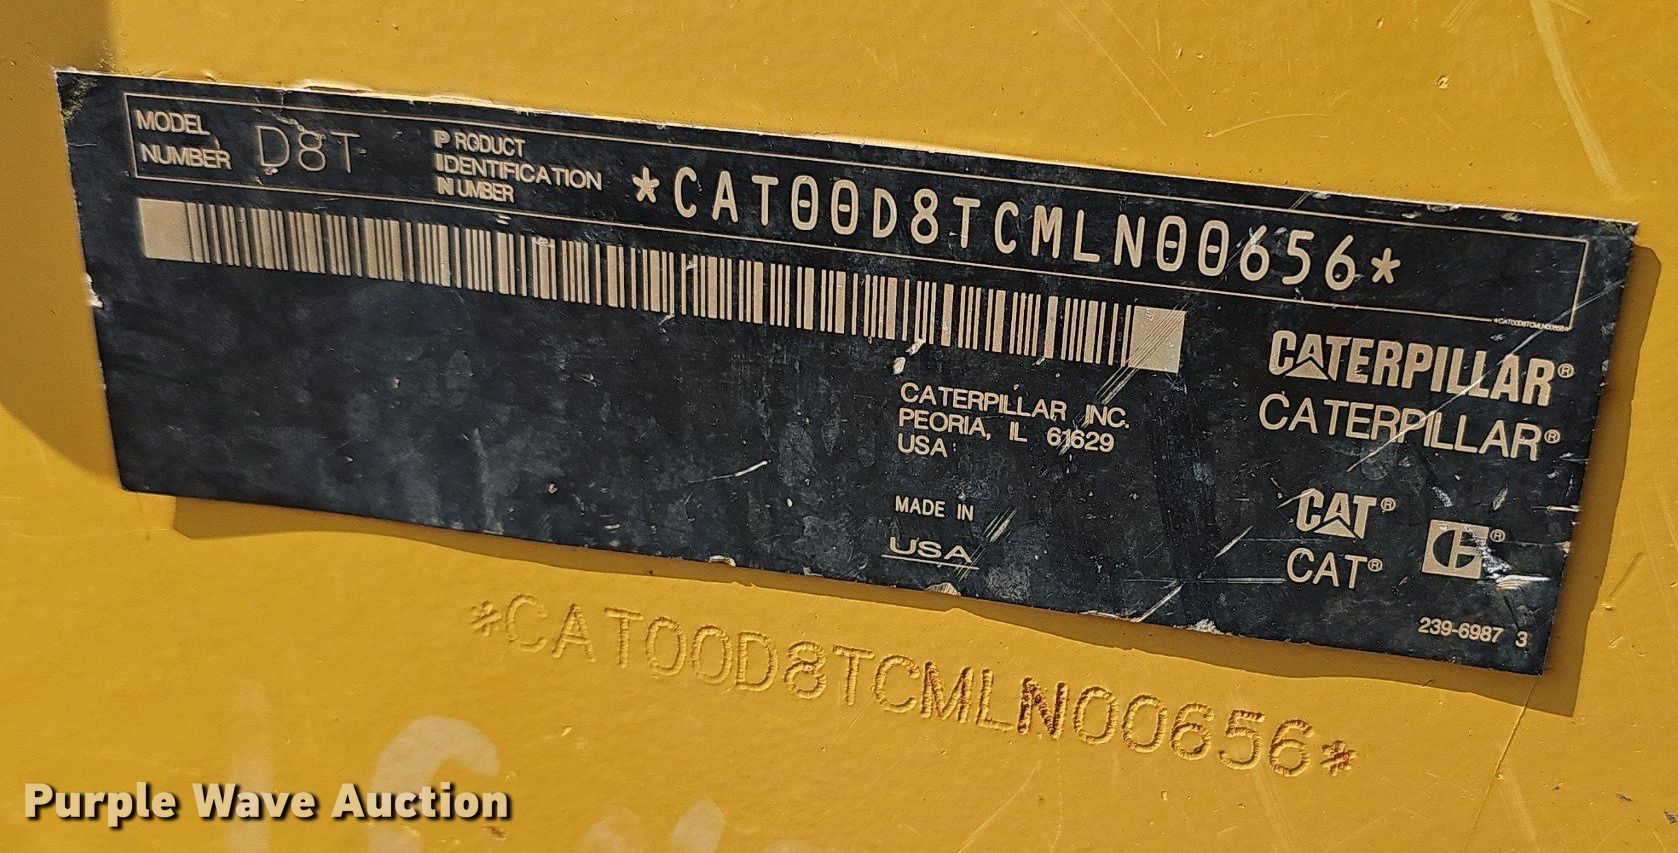 MODEL NUMBER D8T
PRODUCT IDENTIFICATION NUMBER *CAT00D8TCMLN00656*
*CAT00D8TCMLN00656*
CATERPILLAR®
CATERPILLAR®
CATERPILLAR INC.
PEORIA, IL 61629
USA
MADE IN
USA
CAT®
CAT®
239-6987 3
*CAT00D8TCMLN00656*
Purple Wave Auction